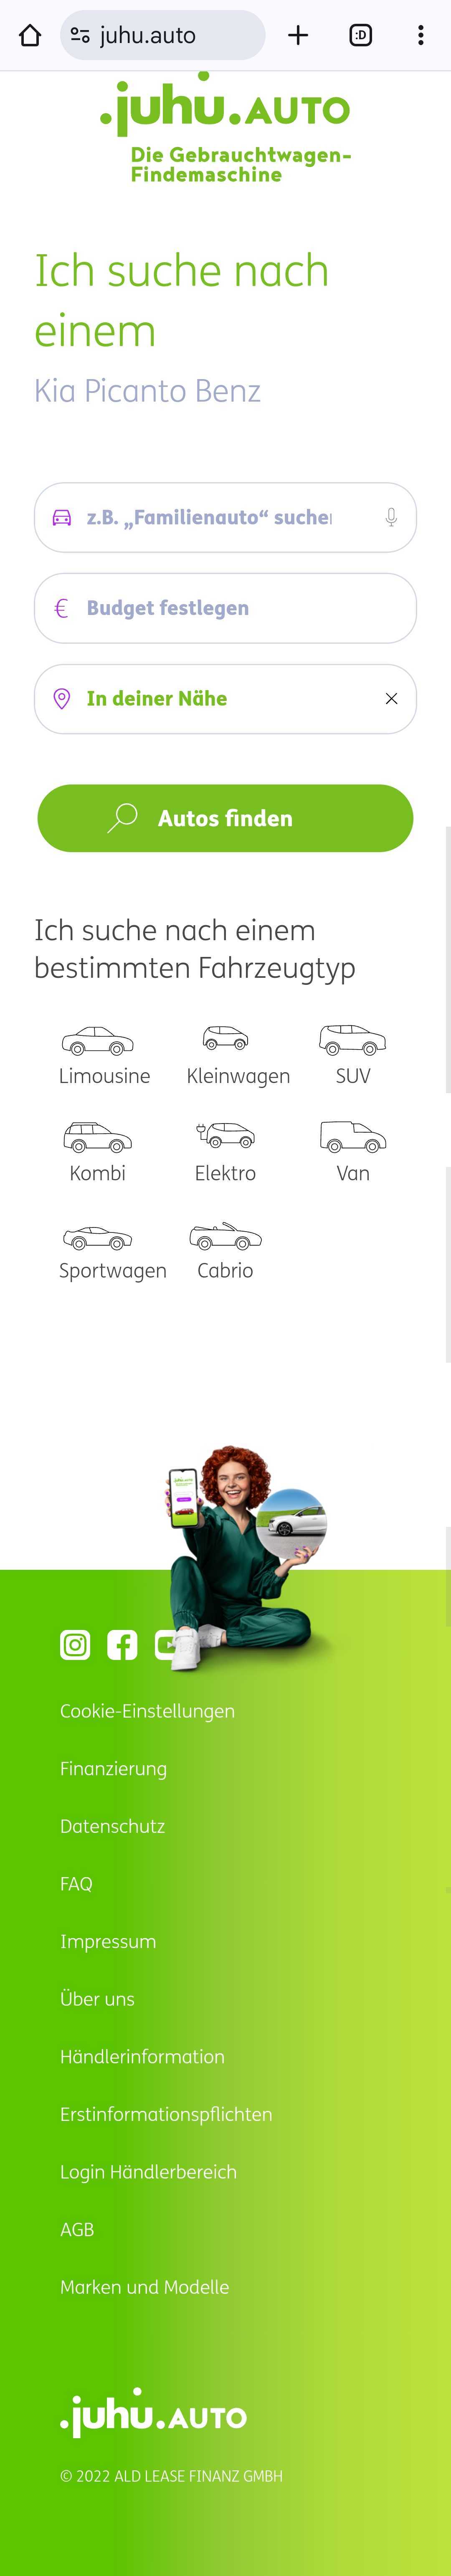 juhu.auto
:D
.juhu.AUTO
Die Gebrauchtwagen-
Findemaschine
Ich suche nach
einem
Kia Picanto Benz
z.B. „Familienauto“ suchen
€ Budget festlegen
In deiner Nähe
Autos finden
Ich suche nach einem
bestimmten Fahrzeugtyp
Limousine Kleinwagen SUV
Kombi Elektro Van
Sportwagen Cabrio
Cookie-Einstellungen
Finanzierung
Datenschutz
FAQ
Impressum
Über uns
Händlerinformation
Erstinformationspflichten
Login Händlerbereich
AGB
Marken und Modelle
.juhu.AUTO
© 2022 ALD LEASE FINANZ GMBH